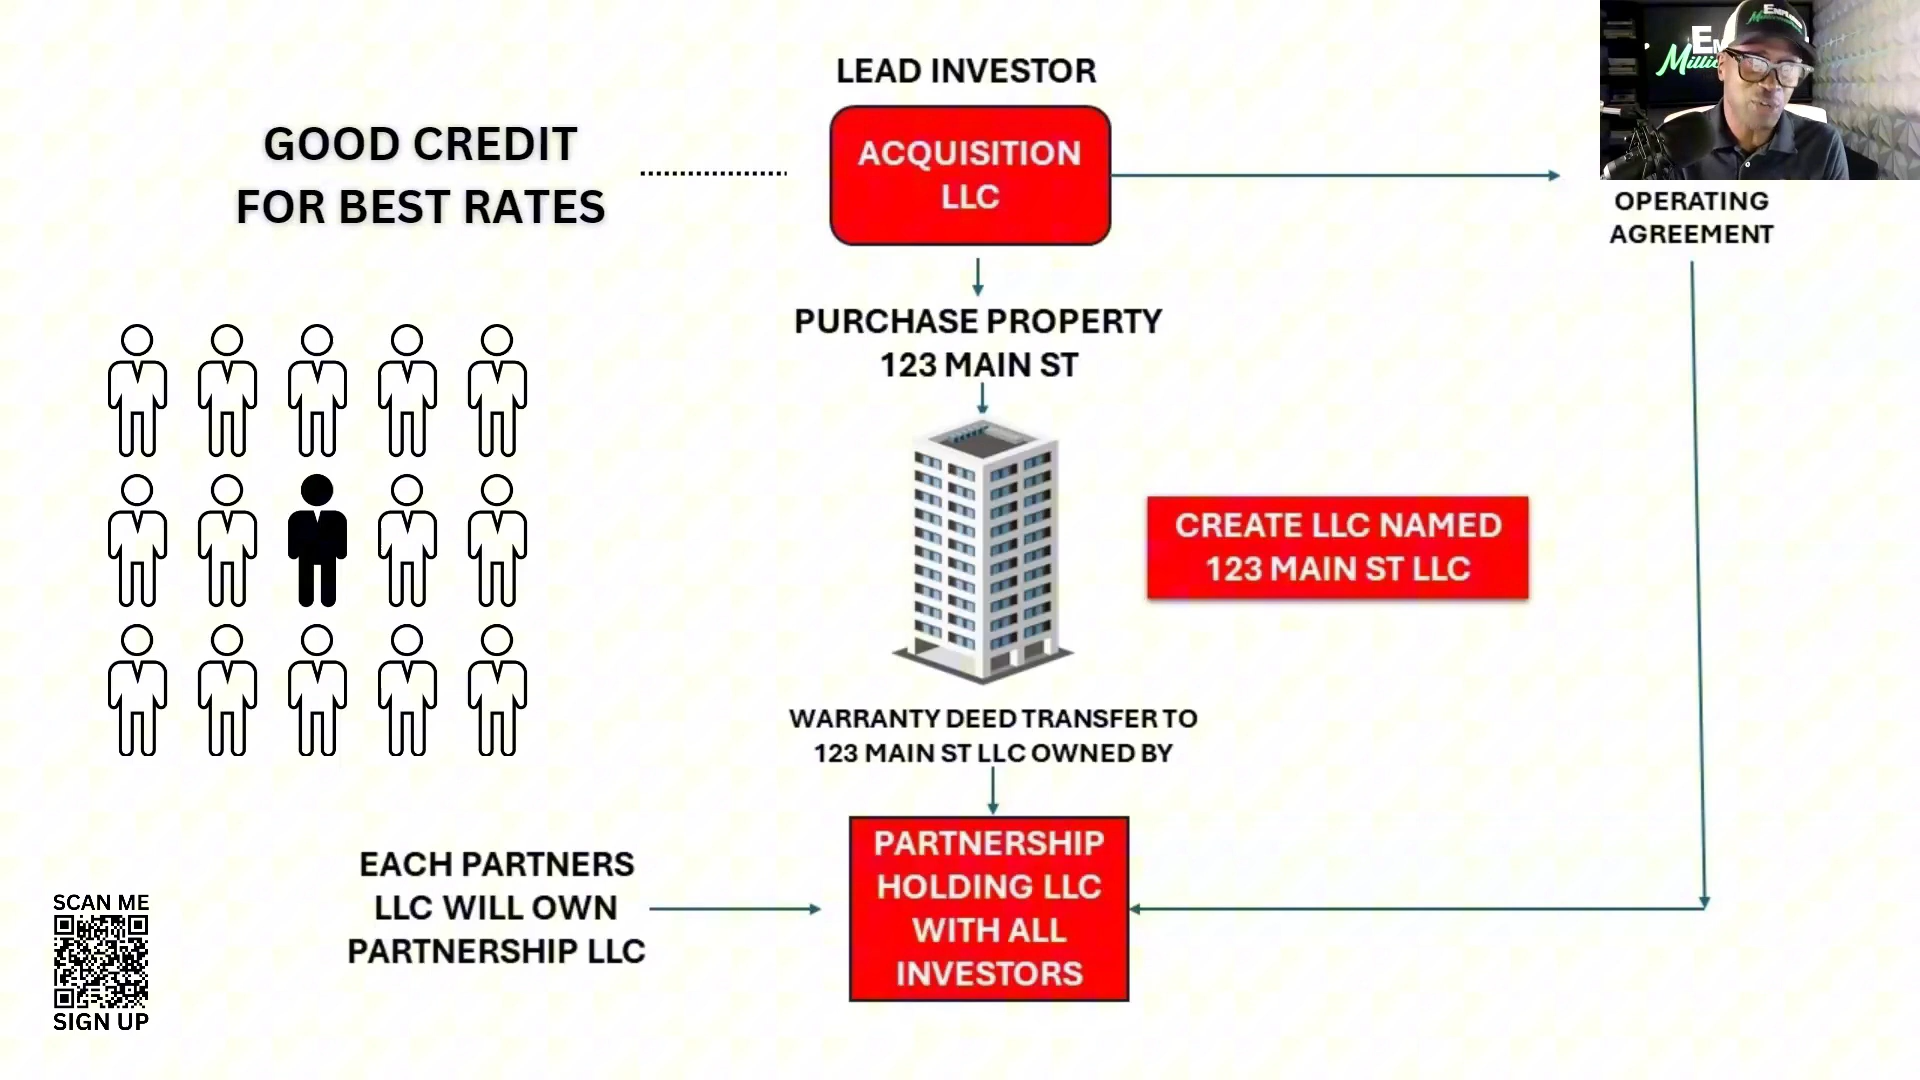 LEAD INVESTOR
GOOD CREDIT
FOR BEST RATES
ACQUISITION
LLC
OPERATING
AGREEMENT
PURCHASE PROPERTY
123 MAIN ST
CREATE LLC NAMED
123 MAIN ST LLC
WARRANTY DEED TRANSFER TO
123 MAIN ST LLC OWNED BY
EACH PARTNERS
LLC WILL OWN
PARTNERSHIP LLC
PARTNERSHIP
HOLDING LLC
WITH ALL
INVESTORS
SCAN ME
SIGN UP